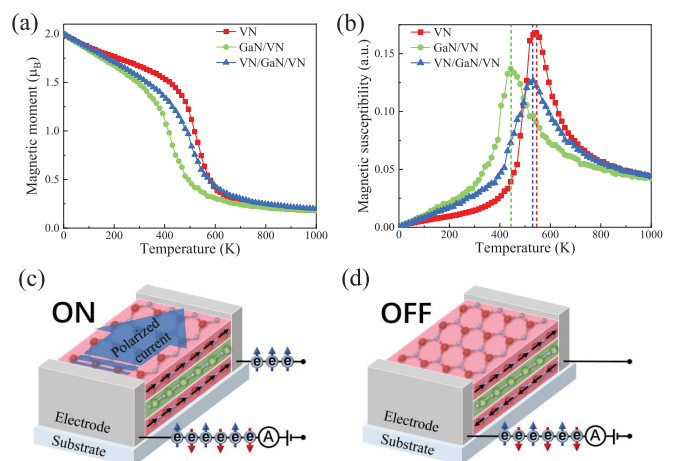 (a)
2.0
1.5
1.0
0.5
0.0
0
200
400
600
800
1000
Magnetic moment (μB)
Temperature (K)
VN
GaN/VN
VN/GaN/VN
(b)
0.15
0.10
0.05
0.00
0
200
400
600
800
1000
Magnetic susceptibility (a.u.)
Temperature (K)
VN
GaN/VN
VN/GaN/VN
(c)
ON
Polarized
current
e e e
Electrode
Substrate
e e e e e e A
(d)
OFF
Electrode
Substrate
e e e e e e A